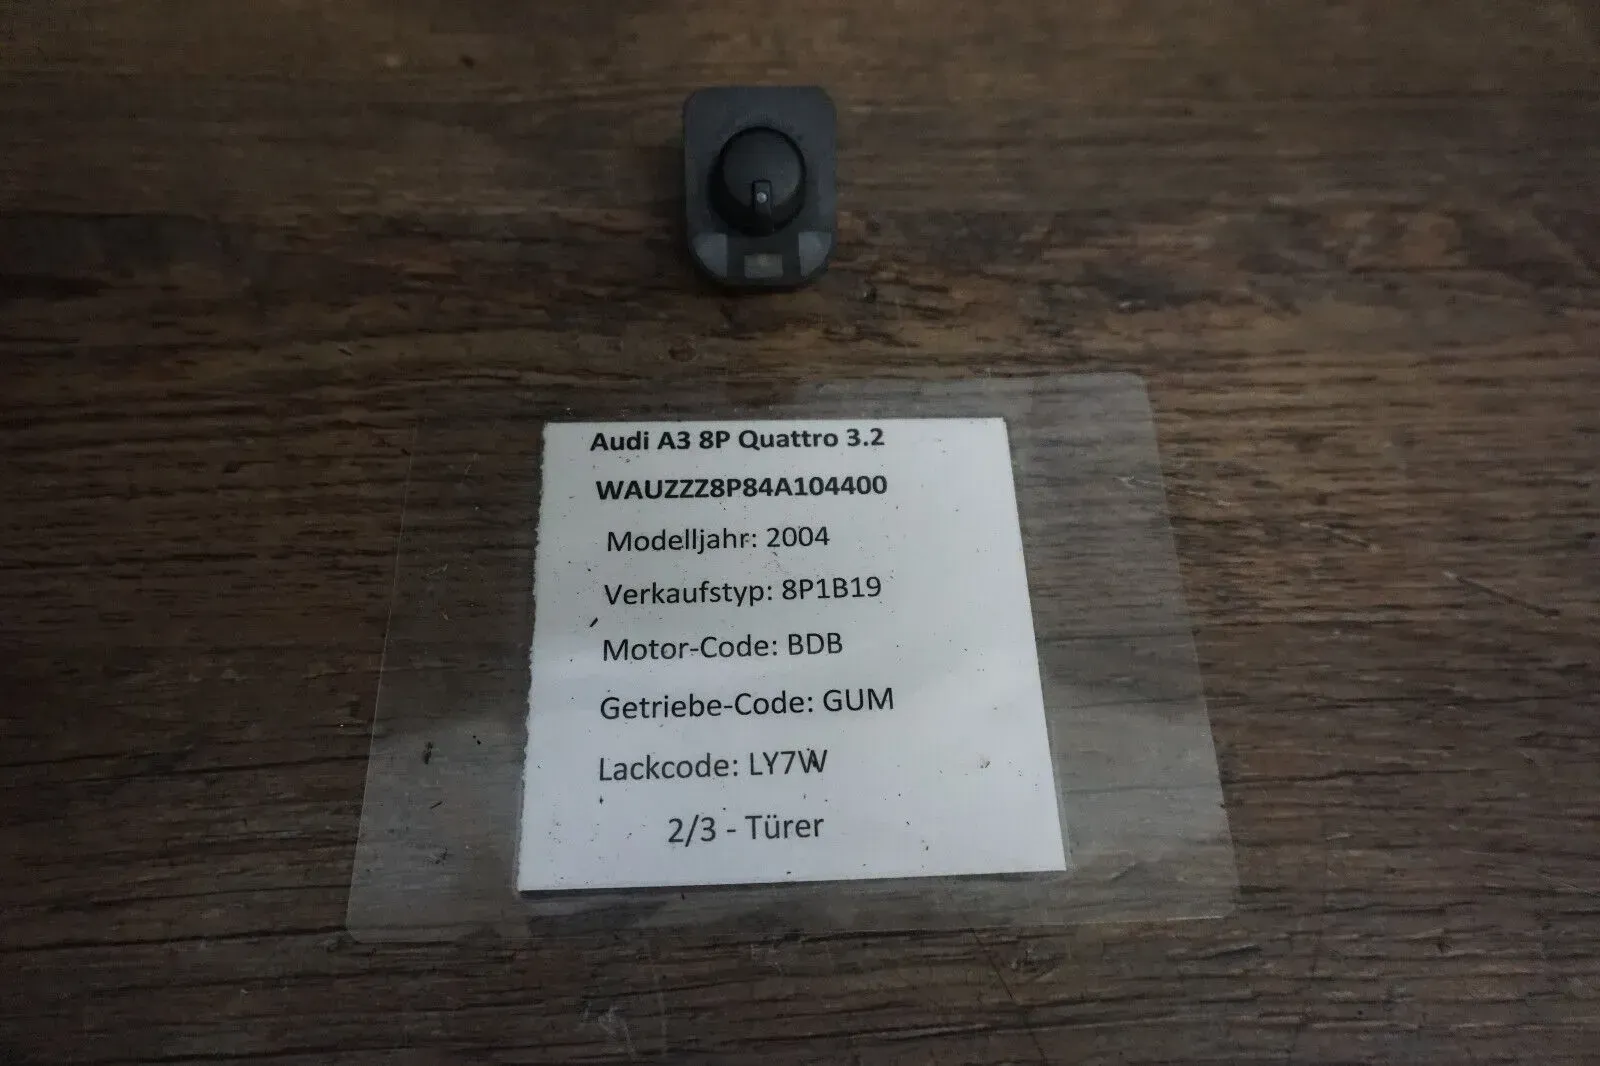 Audi A3 8P Quattro 3.2
WAUZZZ8P84A104400
Modelljahr: 2004
Verkaufstyp: 8P1B19
Motor-Code: BDB
Getriebe-Code: GUM
Lackcode: LY7W
2/3 - Türer